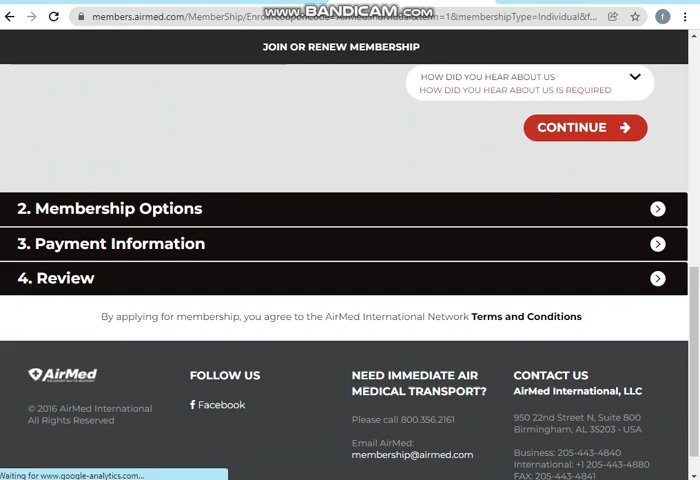 www.BANDICAM.com
members.airmed.com/MemberShip/Enroll
=1&membershipType=Individual&f...
f
JOIN OR RENEW MEMBERSHIP
HOW DID YOU HEAR ABOUT US
HOW DID YOU HEAR ABOUT US IS REQUIRED
CONTINUE
2. Membership Options
3. Payment Information
4. Review
By applying for membership, you agree to the AirMed International Network Terms and Conditions
AirMed
© 2016 AirMed International
All Rights Reserved
FOLLOW US
f Facebook
NEED IMMEDIATE AIR
MEDICAL TRANSPORT?
Please call 800.356.2161
Email AirMed:
membership@airmed.com
CONTACT US
AirMed International, LLC
950 22nd Street N, Suite 800
Birmingham, AL 35203 - USA
Business: 205-443-4840
International: +1 205-443-4880
FAX: 205-443-4841
Waiting for www.google-analytics.com...